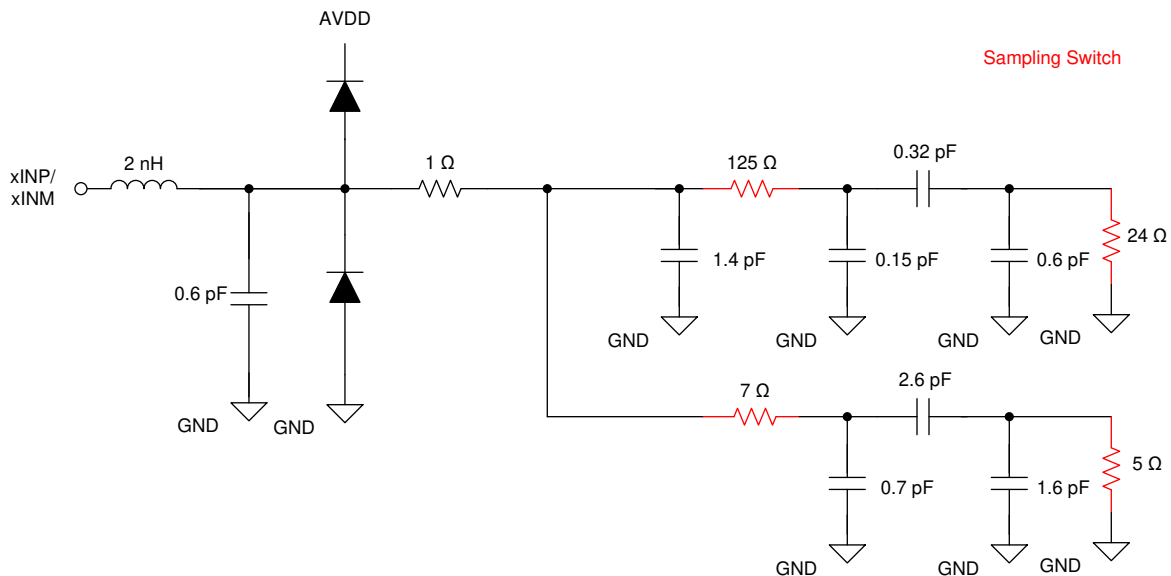 AVDD
Sampling Switch
xINP/
xINM
2 nH
1 Ω
125 Ω
0.32 pF
24 Ω
0.6 pF
1.4 pF
0.15 pF
0.6 pF
GND
GND
GND
GND
7 Ω
2.6 pF
GND
GND
5 Ω
0.7 pF
1.6 pF
GND
GND
GND